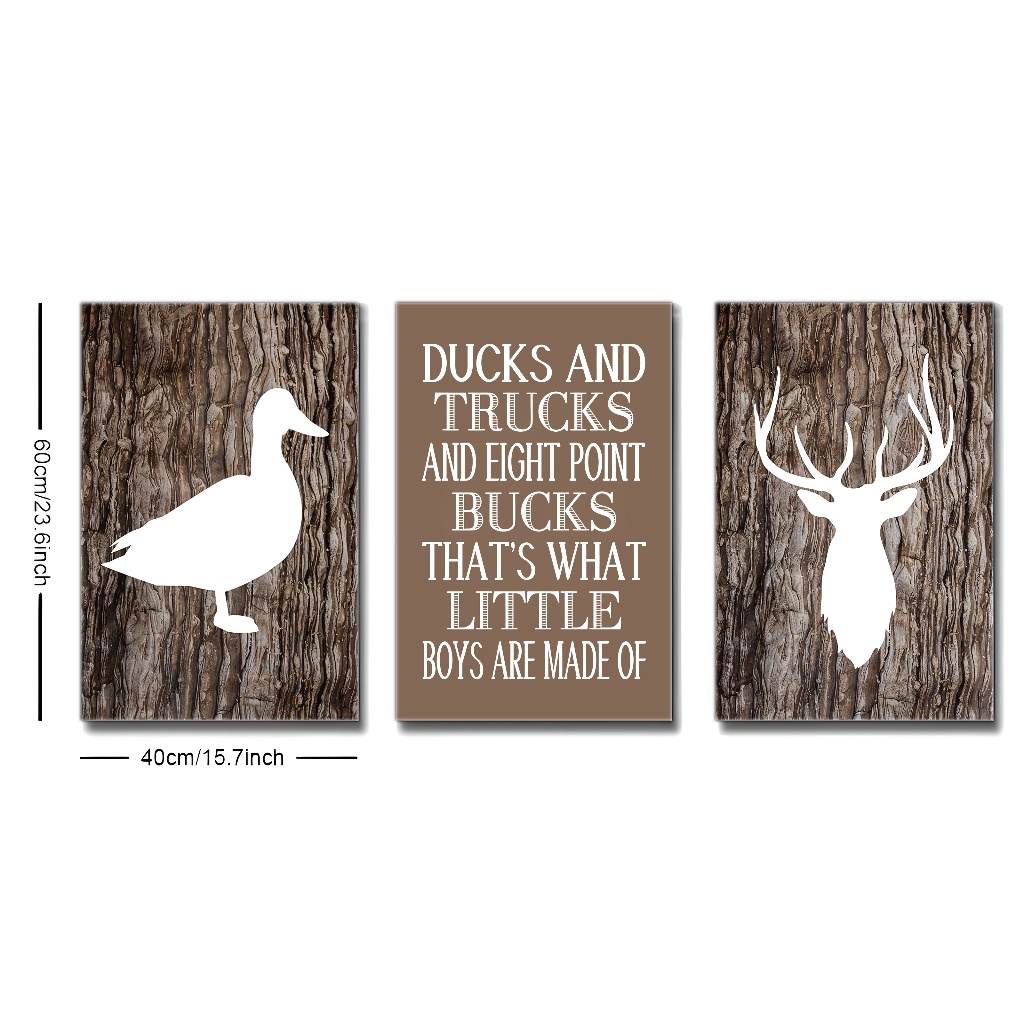 60cm/23.6inch
DUCKS AND
TRUCKS
AND EIGHT POINT
BUCKS
THAT'S WHAT
LITTLE
BOYS ARE MADE OF
40cm/15.7inch